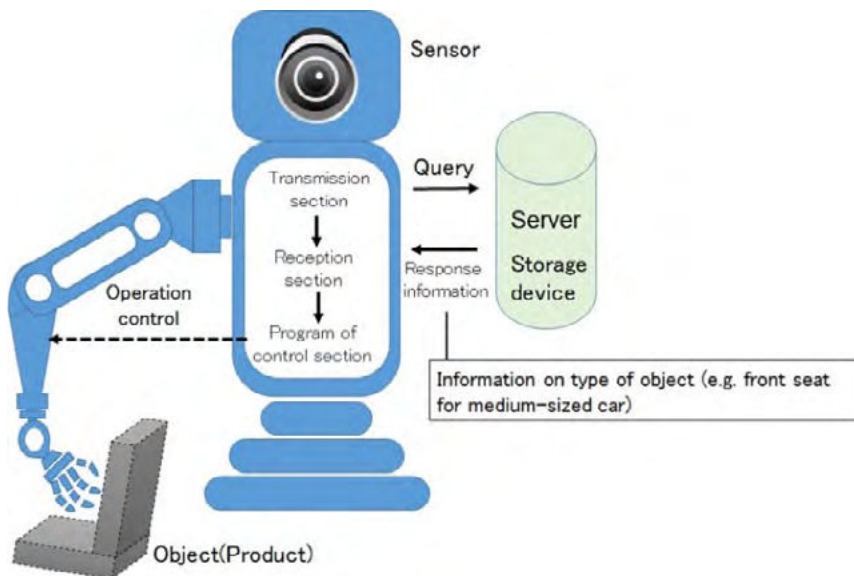 Sensor
Transmission
section
Query
Reception
section
Response
information
Server
Storage
device
Operation
control
Program of
control section
Information on type of object (e.g. front seat
for medium-sized car)
Object(Product)